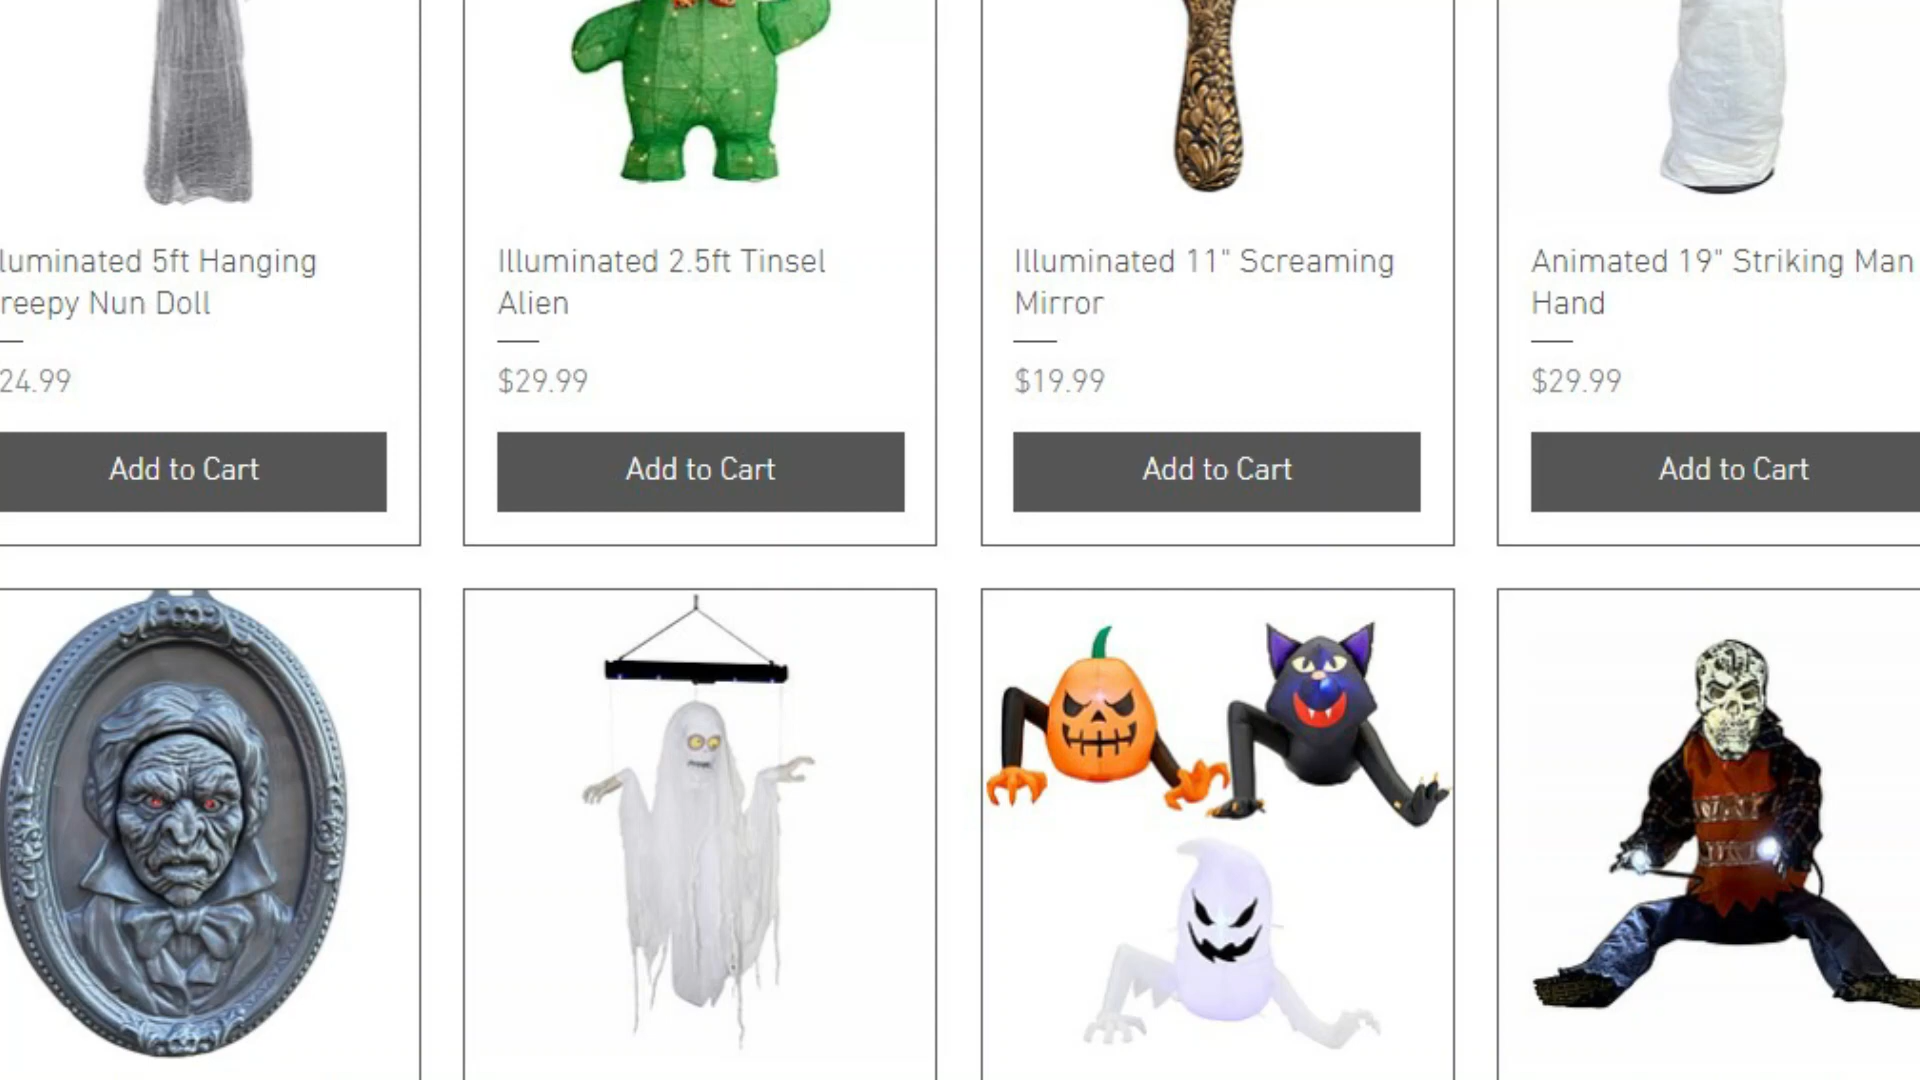 luminated 5ft Hanging
reepy Nun Doll
24.99
Add to Cart
Illuminated 2.5ft Tinsel
Alien
$29.99
Add to Cart
Illuminated 11" Screaming
Mirror
$19.99
Add to Cart
Animated 19" Striking Man
Hand
$29.99
Add to Cart